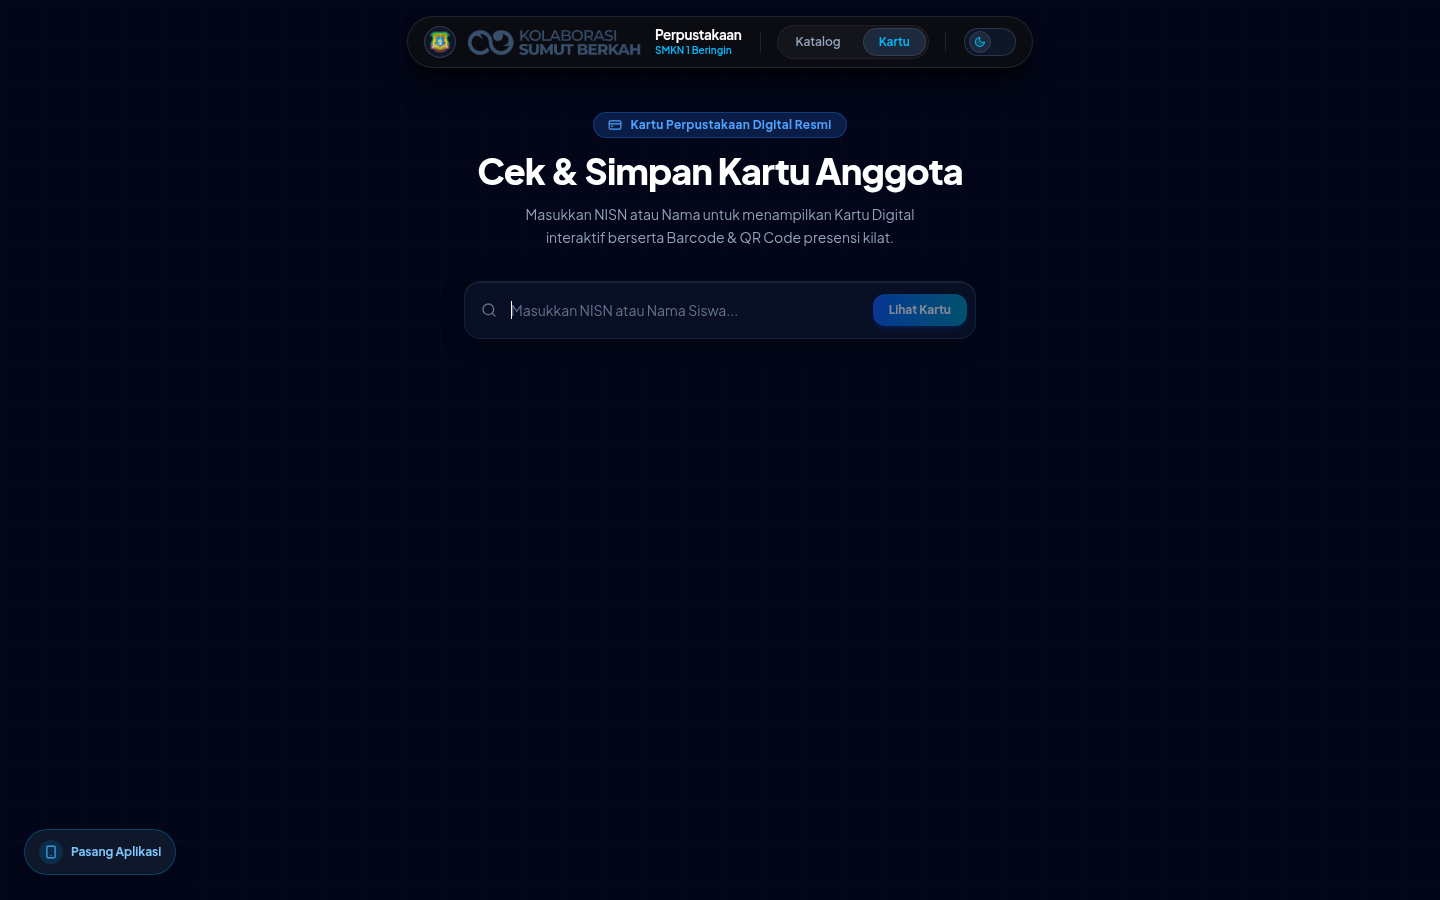 KOLABORASI
SUMUT BERKAH
Perpustakaan
SMKN 1 Beringin
Katalog
Kartu
Kartu Perpustakaan Digital Resmi
Cek & Simpan Kartu Anggota
Masukkan NISN atau Nama untuk menampilkan Kartu Digital
interaktif berserta Barcode & QR Code presensi kilat.
Masukkan NISN atau Nama Siswa...
Lihat Kartu
Pasang Aplikasi